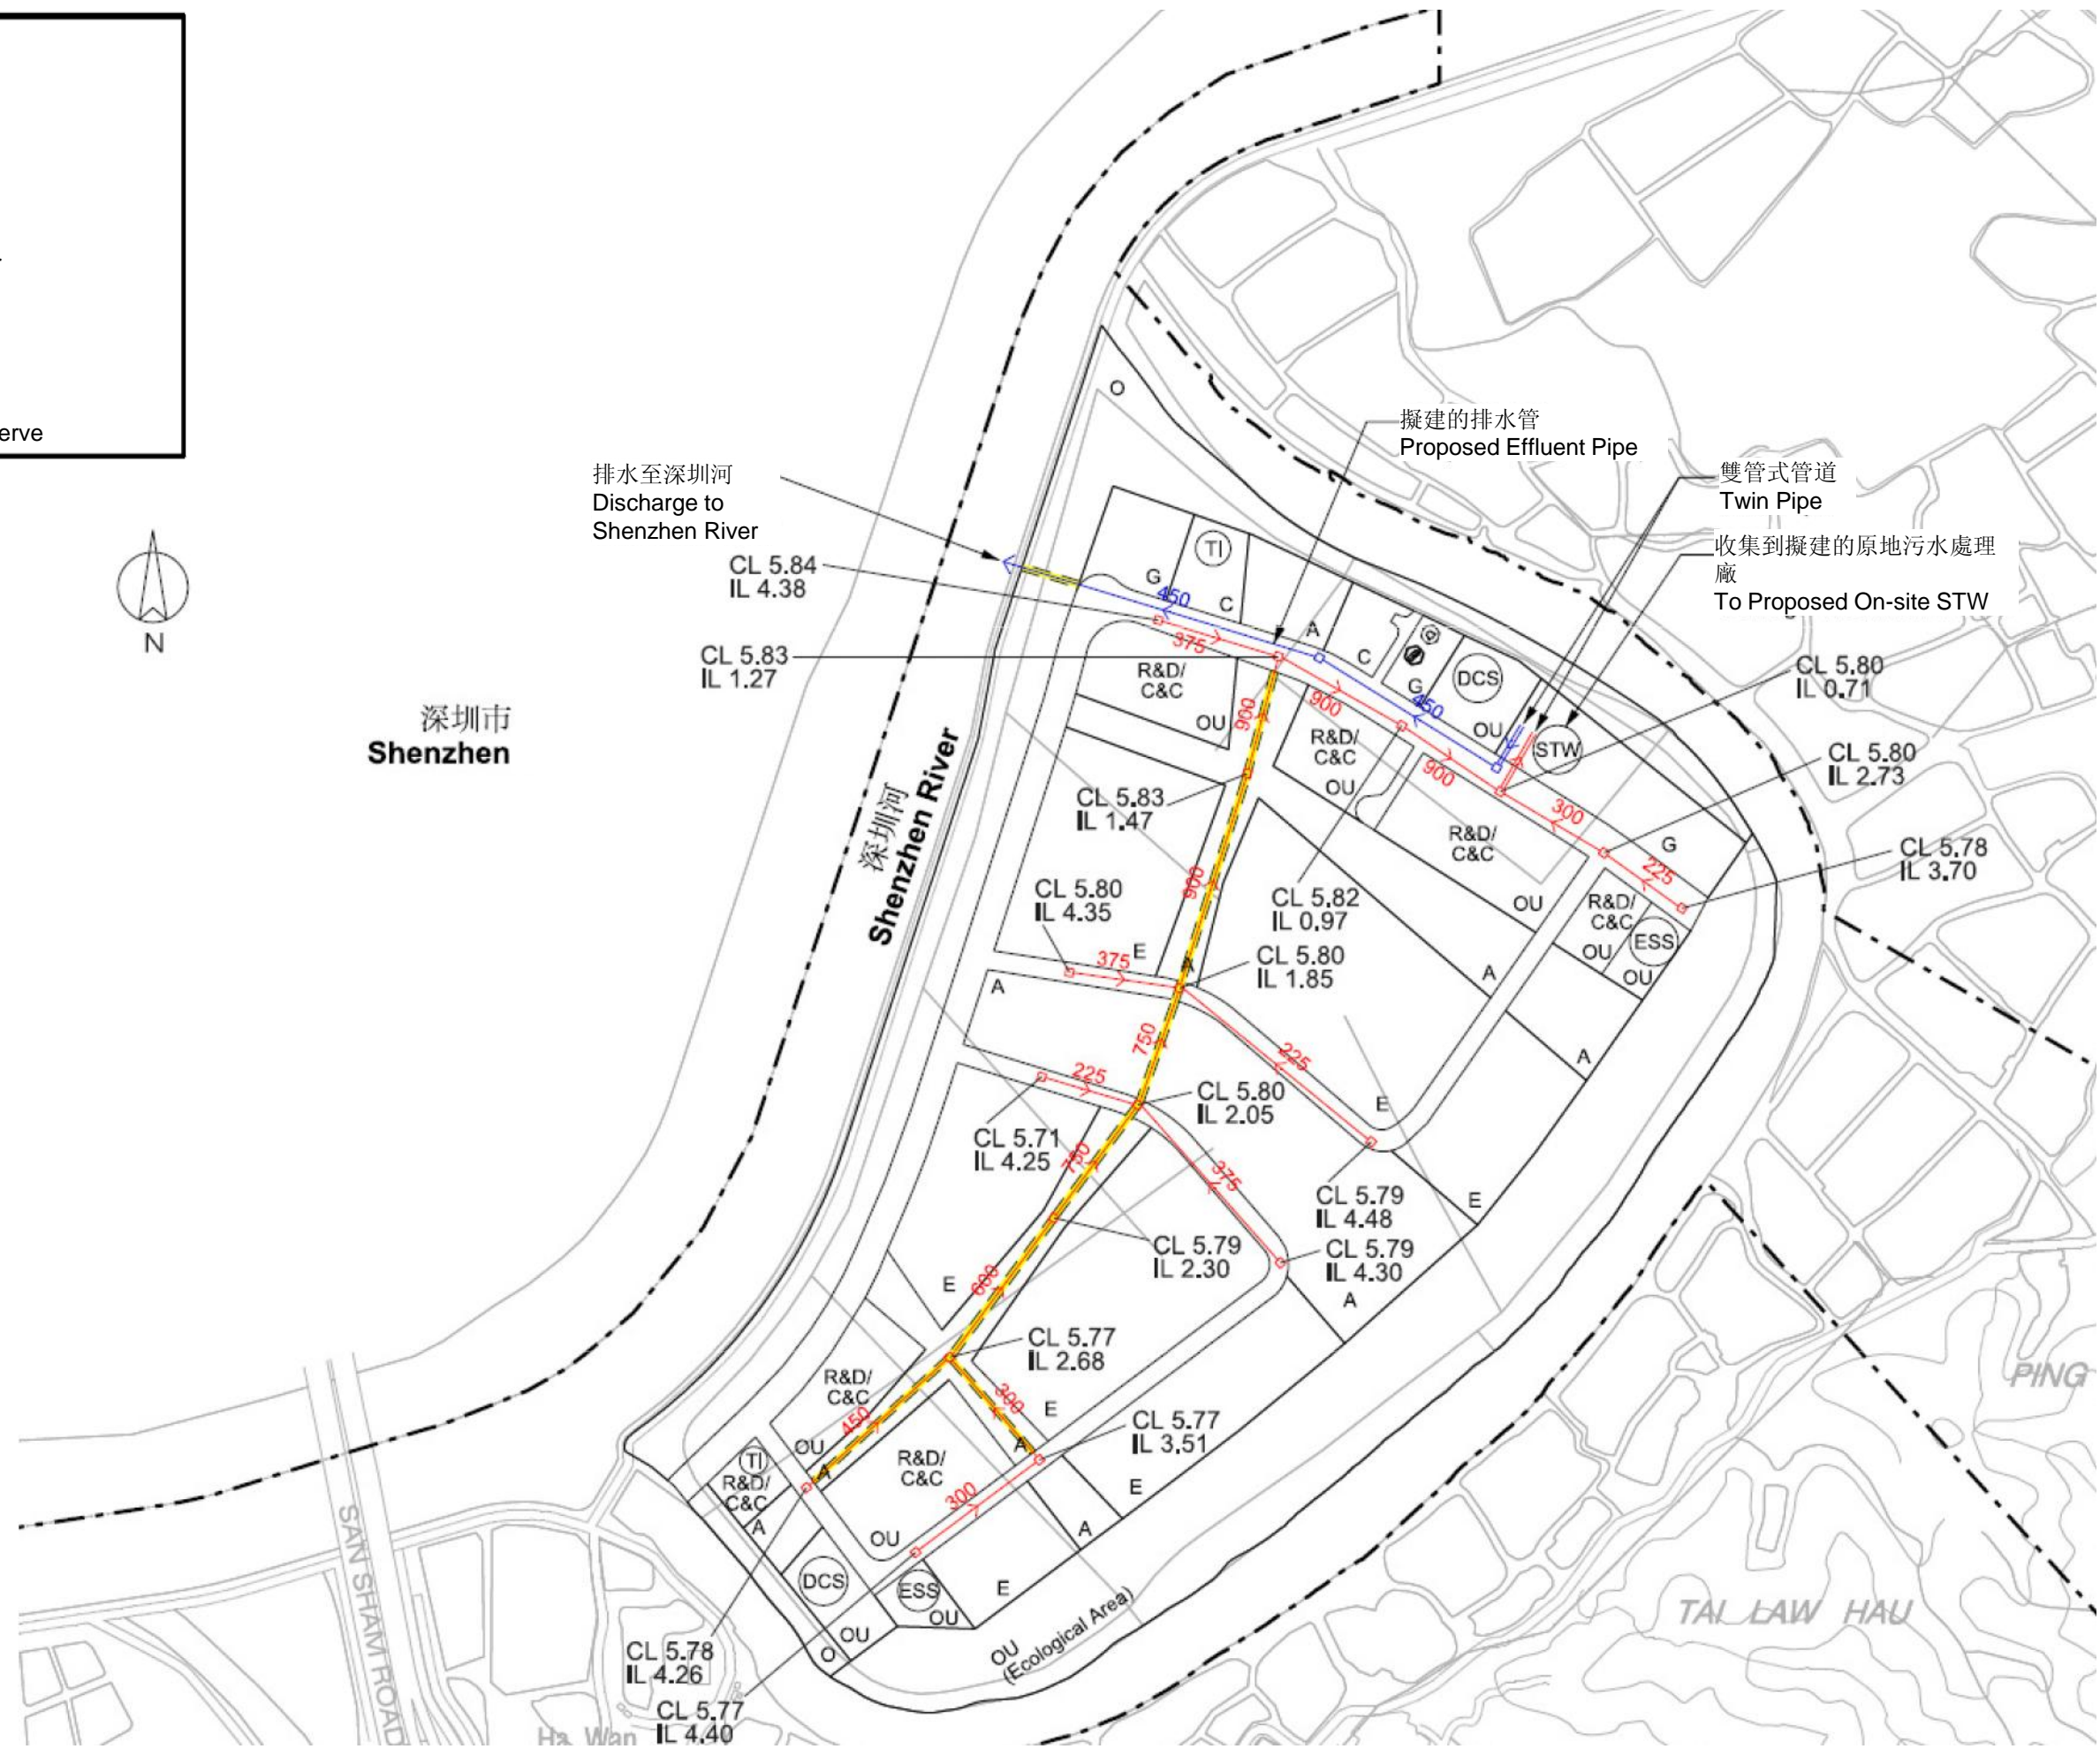 erve
擬建的排水管
Proposed Effluent Pipe
雙管式管道
Twin Pipe
收集到擬建的原地污水處理
廠
To Proposed On-site STW
排水至深圳河
Discharge to
Shenzhen River
N
深圳市
Shenzhen
深圳河
Shenzhen River
O
CL 5.84
IL 4.38
CL 5.83
IL 1.27
G
TI
450
C
375
A
C
G
DCS
450
OU
STW
R&D/
C&C
OU
900
900
R&D/
C&C
OU
900
CL 5.80
IL 0.71
CL 5.80
IL 2.73
CL 5.78
IL 3.70
300
G
225
R&D/
C&C
OU
R&D/
C&C
OU
ESS
OU
CL 5.83
IL 1.47
900
CL 5.82
IL 0.97
CL 5.80
IL 4.35
375
E
A
CL 5.80
IL 1.85
A
A
A
750
225
E
225
CL 5.80
IL 2.05
CL 5.71
IL 4.25
750
375
CL 5.79
IL 4.48
E
CL 5.79
IL 2.30
CL 5.79
IL 4.30
A
E
600
CL 5.77
IL 2.68
R&D/
C&C
OU
450
300
E
A
CL 5.77
IL 3.51
TI
R&D/
C&C
A
A
R&D/
C&C
OU
300
E
A
DCS
ESS
OU
E
OU
O
OU
(Ecological Area)
CL 5.78
IL 4.26
CL 5.77
IL 4.40
SAN SHAM ROAD
Ha Wan
PING
TAI LAW HAU